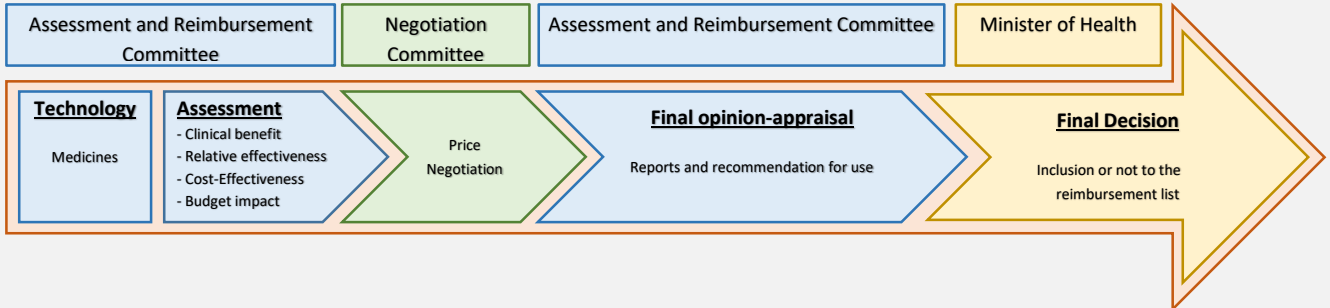 Assessment and Reimbursement
Committee
Negotiation
Committee
Assessment and Reimbursement Committee
Minister of Health
Technology
Medicines
Assessment
- Clinical benefit
- Relative effectiveness
- Cost-Effectiveness
- Budget impact
Price
Negotiation
Final opinion-appraisal
Reports and recommendation for use
Final Decision
Inclusion or not to the
reimbursement list